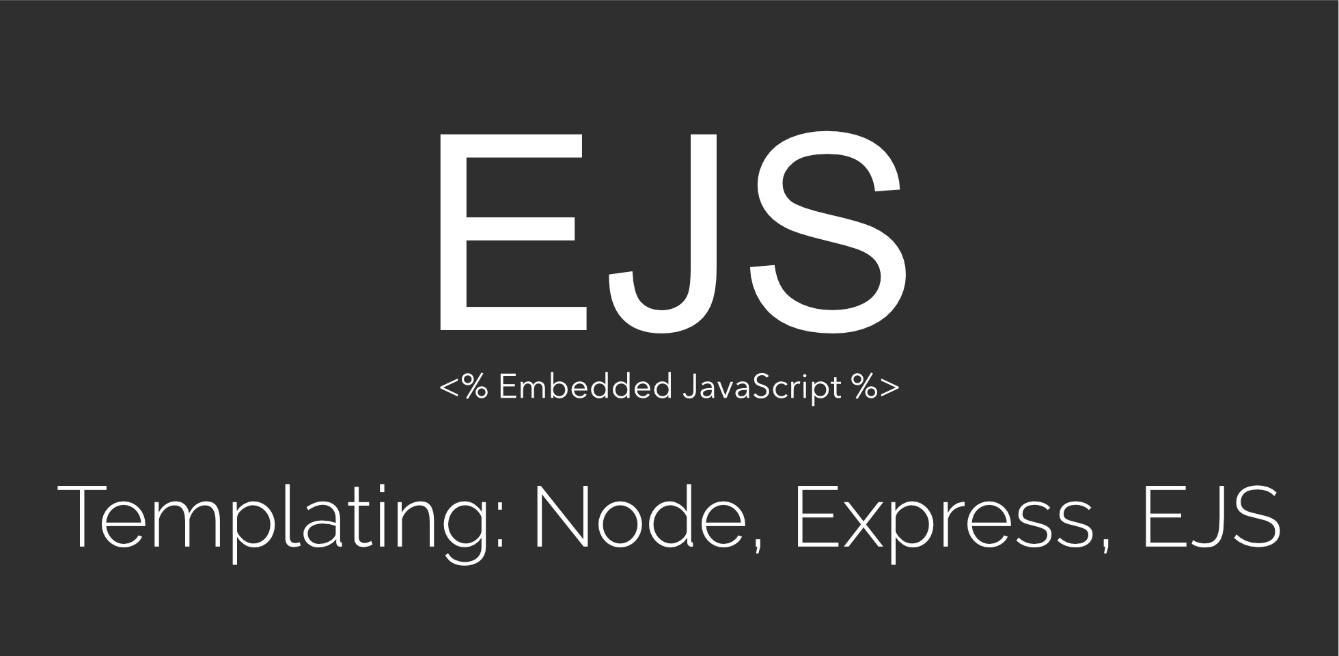 EJS
<% Embedded JavaScript %>
Templating: Node, Express, EJS